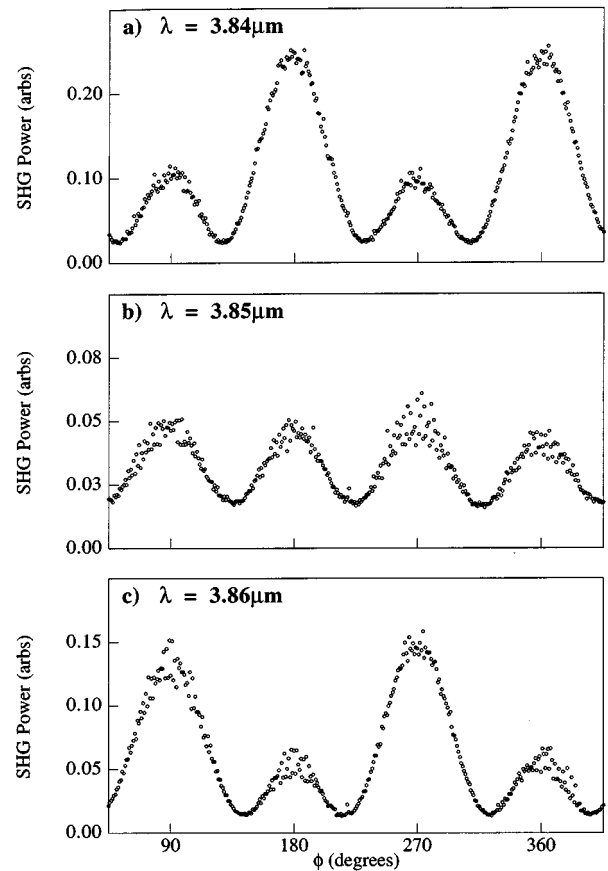 a) λ = 3.84μm
SHG Power (arbs)
0.20
0.10
0.00
b) λ = 3.85μm
SHG Power (arbs)
0.08
0.05
0.03
0.00
c) λ = 3.86μm
SHG Power (arbs)
0.15
0.10
0.05
0.00
90 180 270 360
ϕ (degrees)